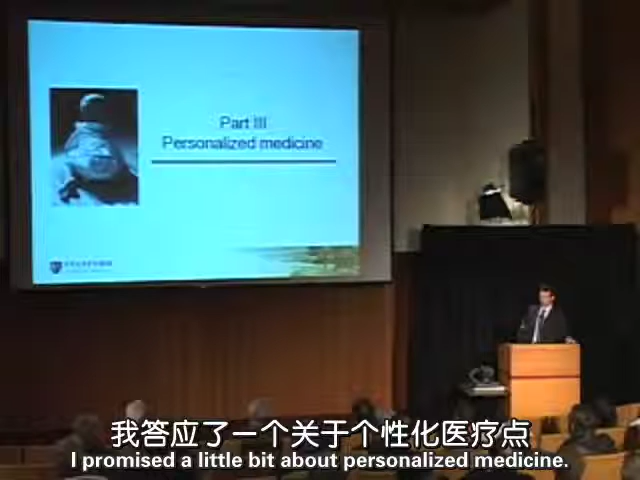 Part III
Personalized medicine
我答应了一个关于个性化医疗点
I promised a little bit about personalized medicine.